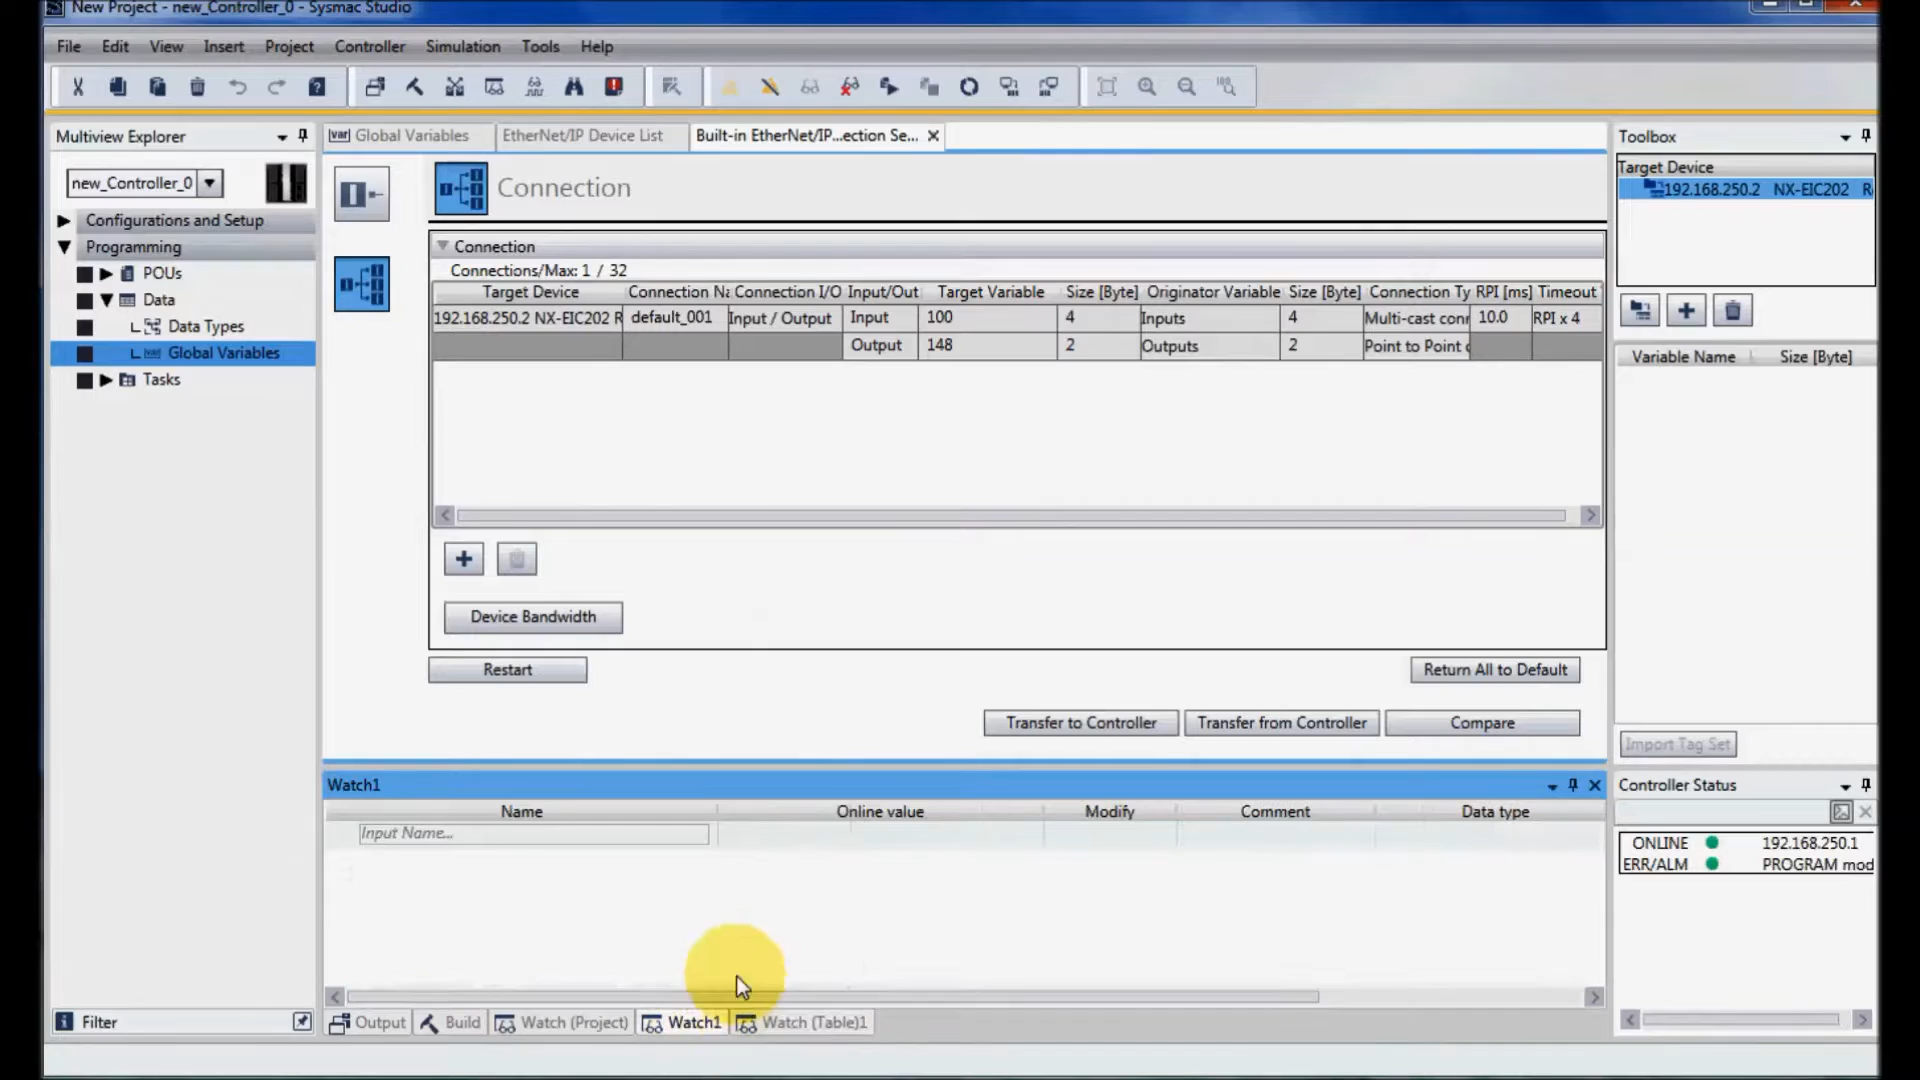 New Project - new_Controller_0 - Sysmac Studio
File Edit View Insert Project Controller Simulation Tools Help
Multiview Explorer
new_Controller_0
Configurations and Setup
Programming
POUs
Data
Data Types
Global Variables
Tasks
Filter
Global Variables EtherNet/IP Device List Built-in EtherNet/IP...ection Se...
Connection
Connection
Connections/Max: 1 / 32
Target Device Connection Na Connection I/O Input/Out Target Variable Size [Byte] Originator Variable Size [Byte] Connection Ty RPI [ms] Timeout
192.168.250.2 NX-EIC202 R default_001 Input / Output Input 100 4 Inputs 4 Multi-cast conn 10.0 RPI x 4
Output 148 2 Outputs 2 Point to Point c
Device Bandwidth
Restart
Return All to Default
Transfer to Controller Transfer from Controller Compare
Watch1
Name Online value Modify Comment Data type
Input Name...
Output Build Watch (Project) Watch1 Watch (Table)1
Toolbox
Target Device
192.168.250.2 NX-EIC202 R
Variable Name Size [Byte]
Import Tag Set
Controller Status
ONLINE 192.168.250.1
ERR/ALM PROGRAM mod